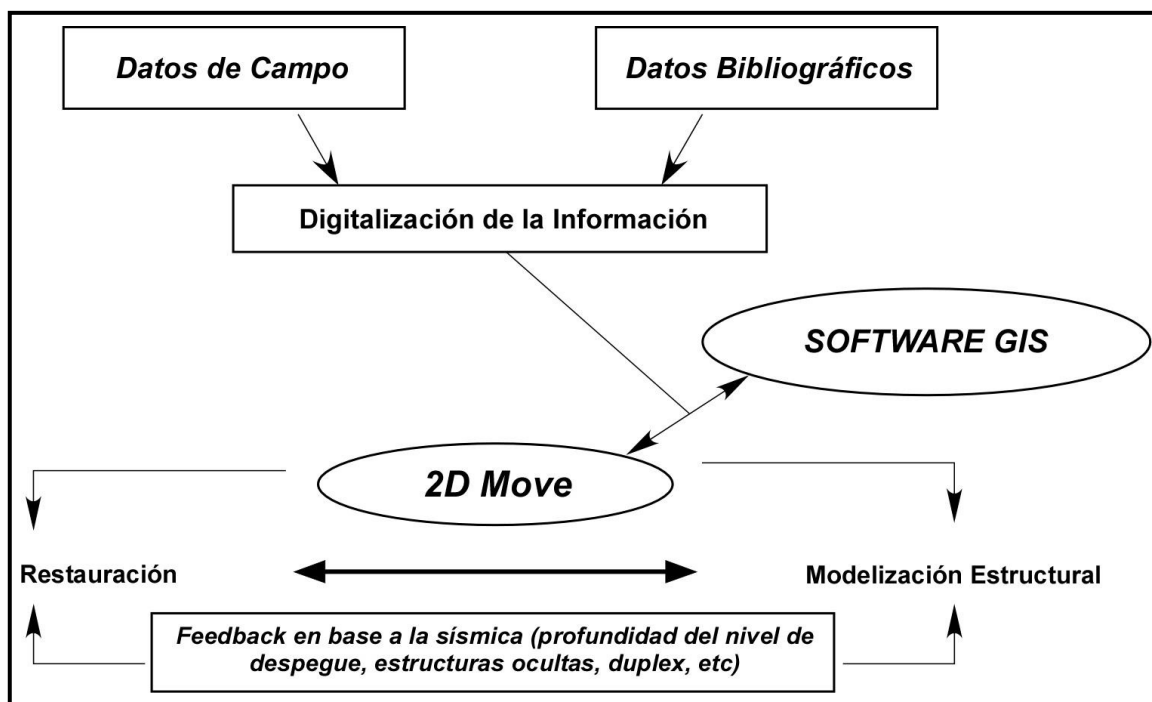 Datos de Campo
Datos Bibliográficos
Digitalización de la Información
SOFTWARE GIS
2D Move
Restauración
Modelización Estructural
Feedback en base a la sísmica (profundidad del nivel de
despegue, estructuras ocultas, duplex, etc)